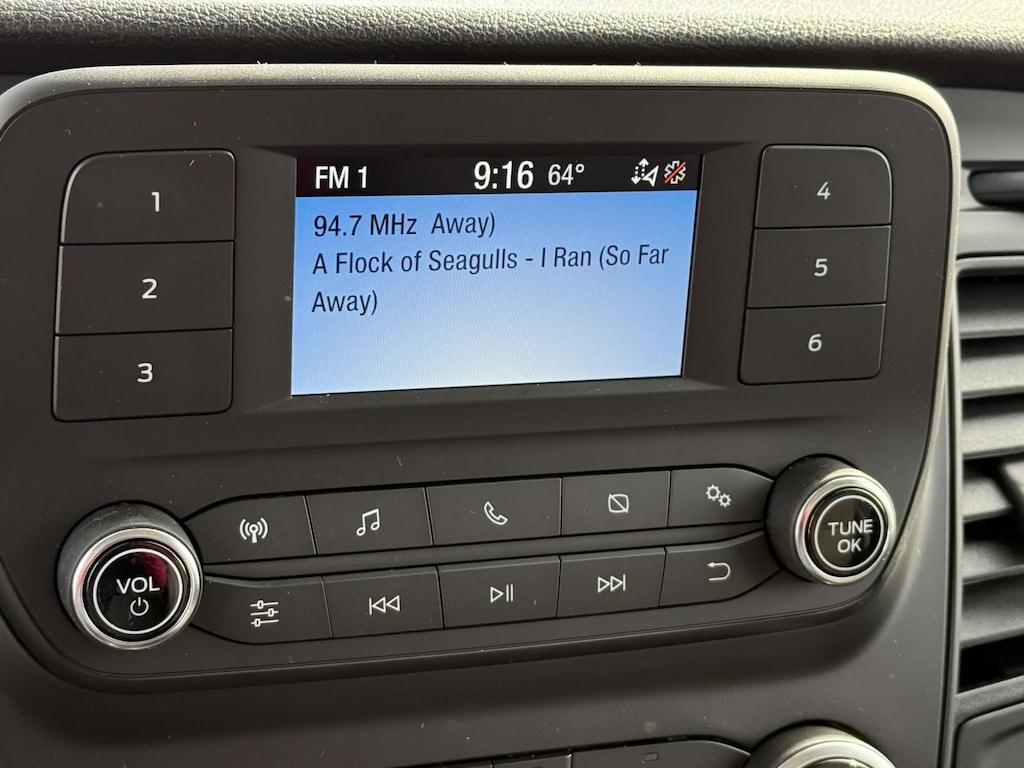 FM 1 9:16 64°
94.7 MHz Away)
A Flock of Seagulls - I Ran (So Far
Away)
1
2
3
4
5
6
VOL
TUNE
OK